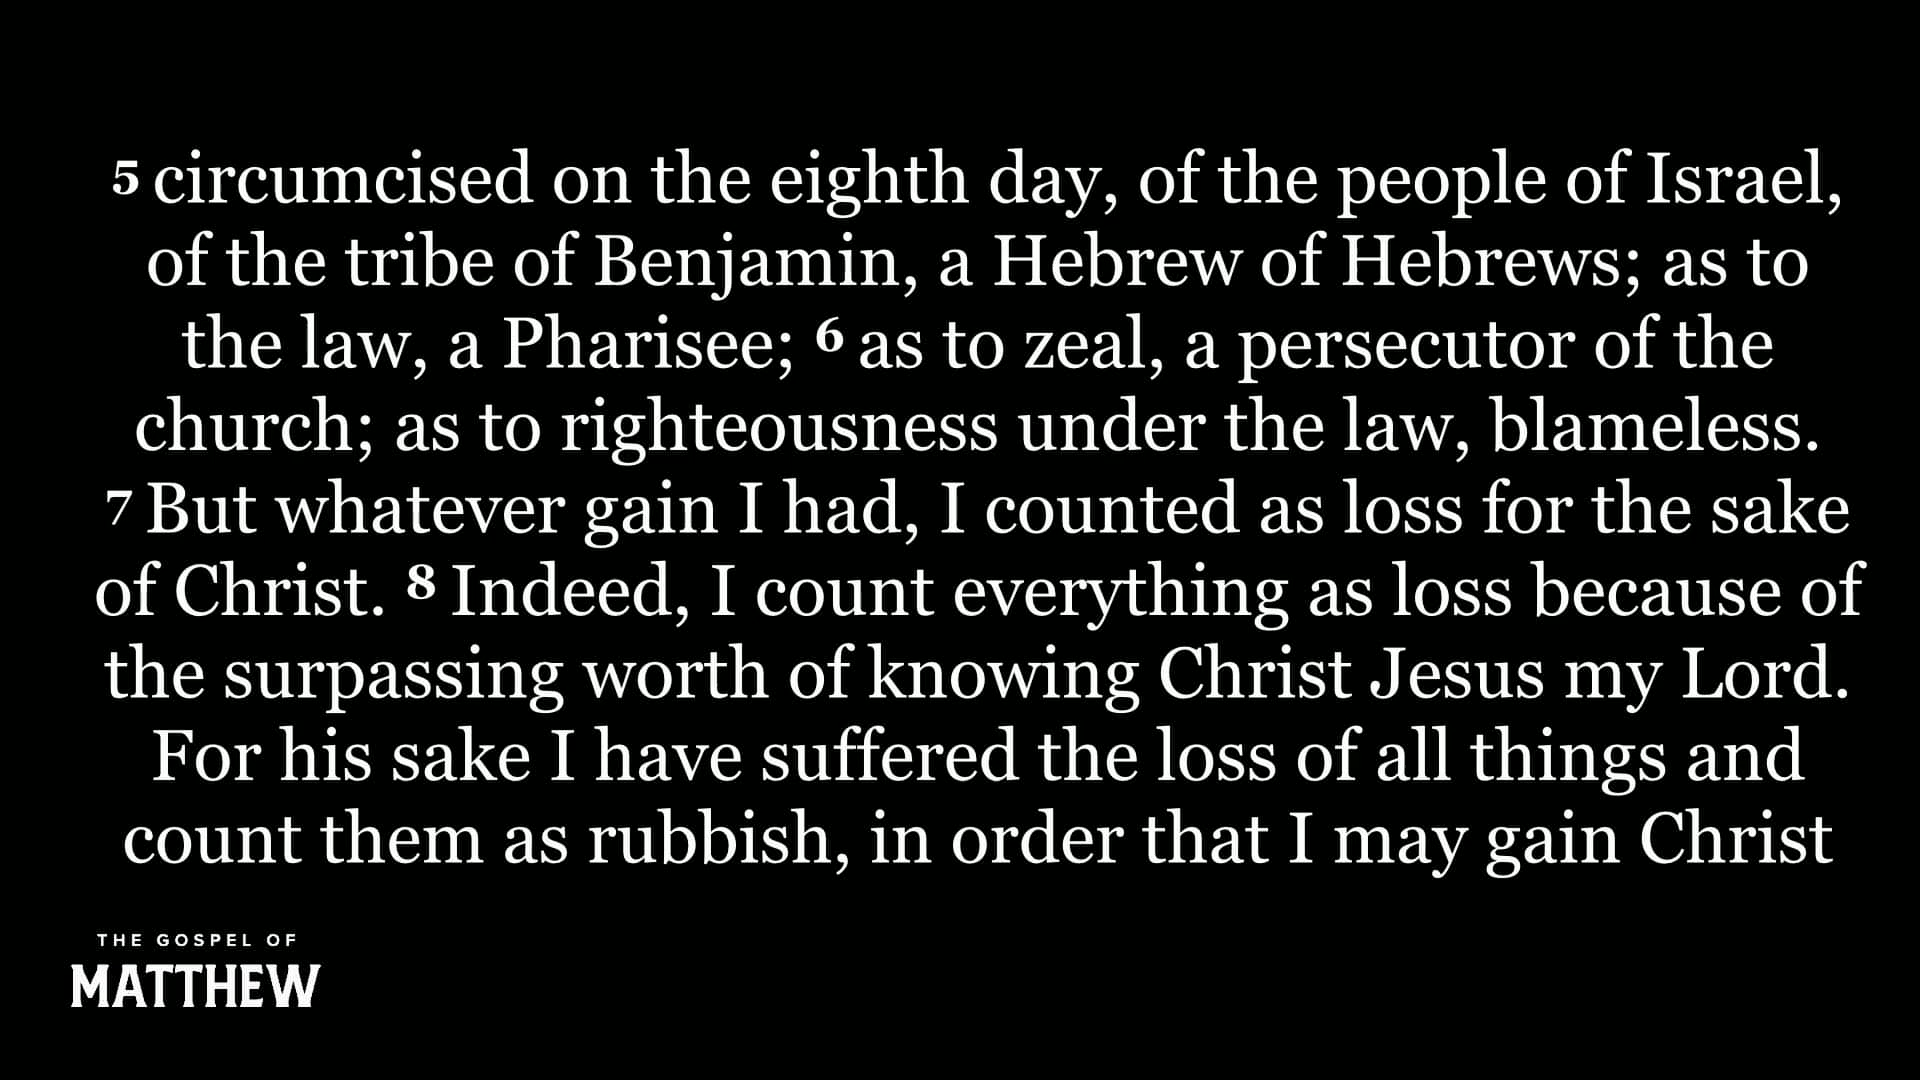 5 circumcised on the eighth day, of the people of Israel,
of the tribe of Benjamin, a Hebrew of Hebrews; as to
the law, a Pharisee; 6 as to zeal, a persecutor of the
church; as to righteousness under the law, blameless.
7 But whatever gain I had, I counted as loss for the sake
of Christ. 8 Indeed, I count everything as loss because of
the surpassing worth of knowing Christ Jesus my Lord.
For his sake I have suffered the loss of all things and
count them as rubbish, in order that I may gain Christ
THE GOSPEL OF
MATTHEW